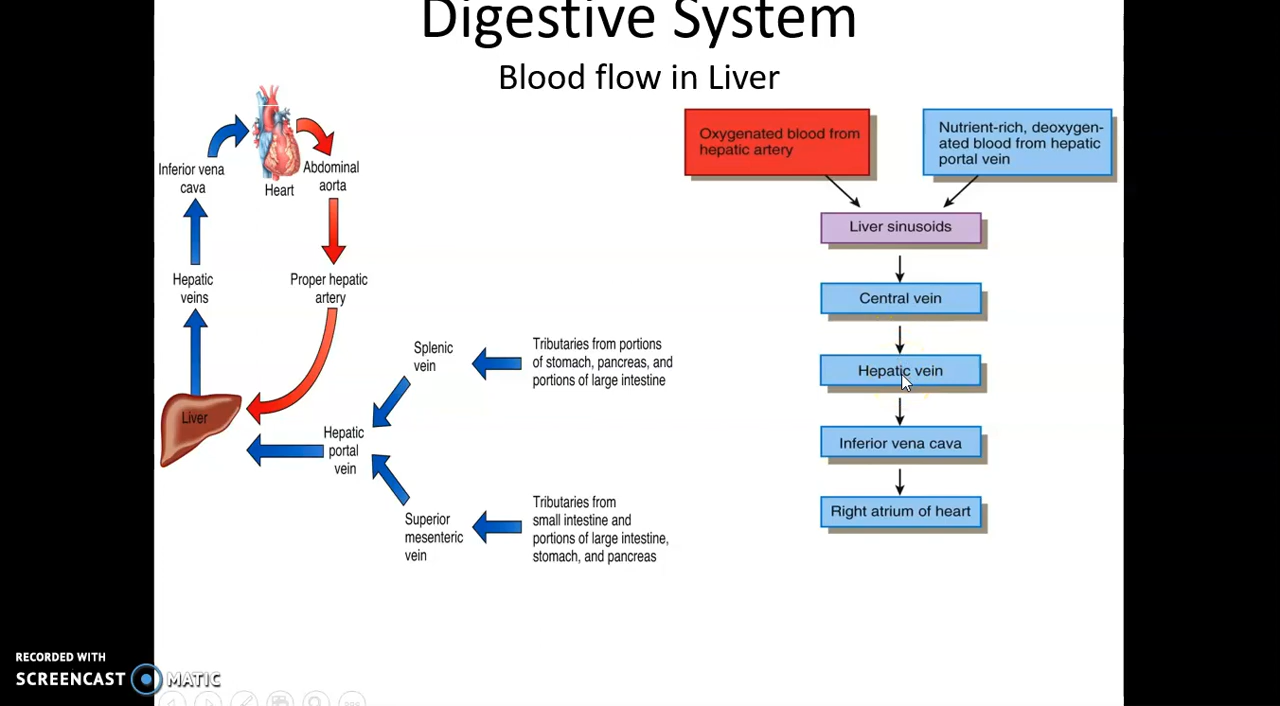 Digestive System
Blood flow in Liver
Inferior vena
cava
Heart
Abdominal
aorta
Hepatic
veins
Proper hepatic
artery
Liver
Splenic
vein
Tributaries from portions
of stomach, pancreas, and
portions of large intestine
Hepatic
portal
vein
Superior
mesenteric
vein
Tributaries from
small intestine and
portions of large intestine,
stomach, and pancreas
Oxygenated blood from
hepatic artery
Nutrient-rich, deoxygen-
ated blood from hepatic
portal vein
Liver sinusoids
Central vein
Hepatic vein
Inferior vena cava
Right atrium of heart
RECORDED WITH
SCREENCAST MATIC